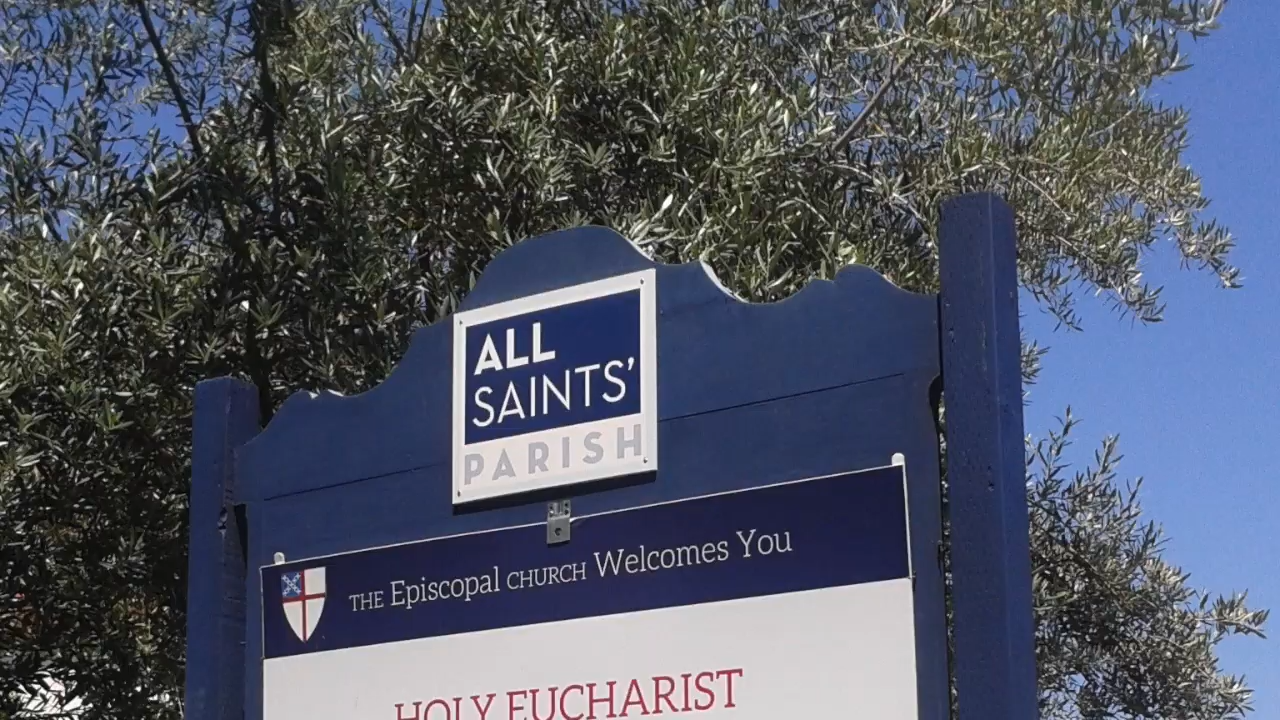 ALL
SAINTS'
PARISH
THE Episcopal CHURCH Welcomes You
HOLY EUCHARIST